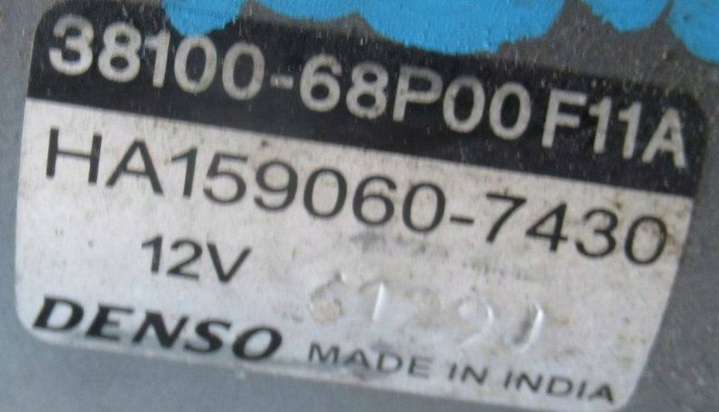 38100-68P00 F11A
HA159060-7430
12V
DENSO MADE IN INDIA